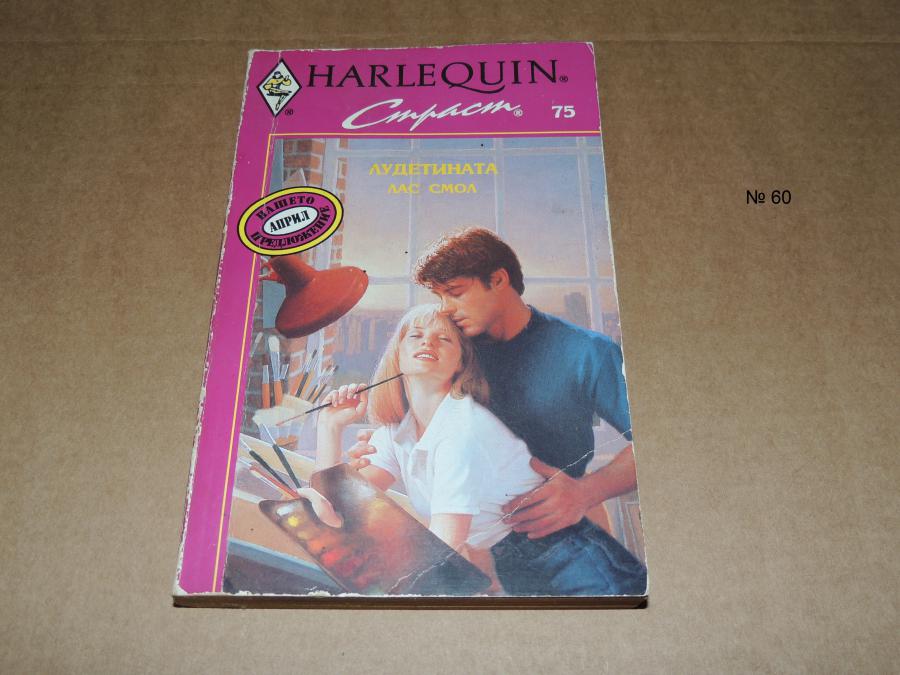 HARLEQUIN®
Страст® 75
ЛУДЕТИНАТА
ЛАС СМОЛ
ВАШЕТО
АПРИЛ
ПРЕДЛОЖЕНИЕ
№ 60